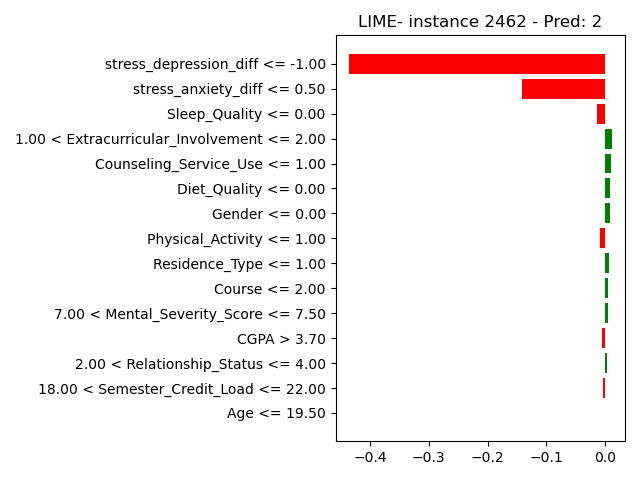 LIME- instance 2462 - Pred: 2
stress_depression_diff <= -1.00
stress_anxiety_diff <= 0.50
Sleep_Quality <= 0.00
1.00 < Extracurricular_Involvement <= 2.00
Counseling_Service_Use <= 1.00
Diet_Quality <= 0.00
Gender <= 0.00
Physical_Activity <= 1.00
Residence_Type <= 1.00
Course <= 2.00
7.00 < Mental_Severity_Score <= 7.50
CGPA > 3.70
2.00 < Relationship_Status <= 4.00
18.00 < Semester_Credit_Load <= 22.00
Age <= 19.50
−0.4 −0.3 −0.2 −0.1 0.0